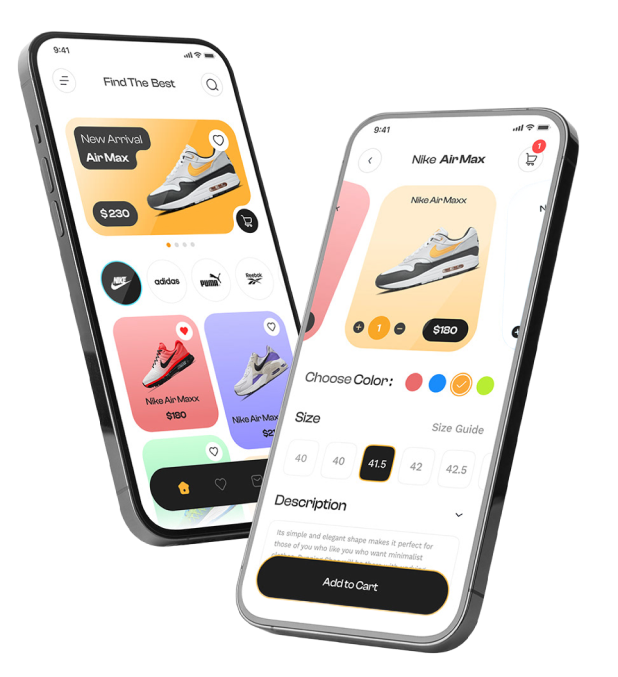 9:41
Find The Best
New Arrival
Air Max
$230
NIKE
adidas
PUMA
Reebok
Nike Air Maxx
$180
Nike Air Max
9:41
Nike Air Max
1
Nike Air Maxx
1
$180
Choose Color:
Size
Size Guide
40
40
41.5
42
42.5
Description
Its simple and elegant shape makes it perfect for
those of you who like you who want minimalist
Add to Cart